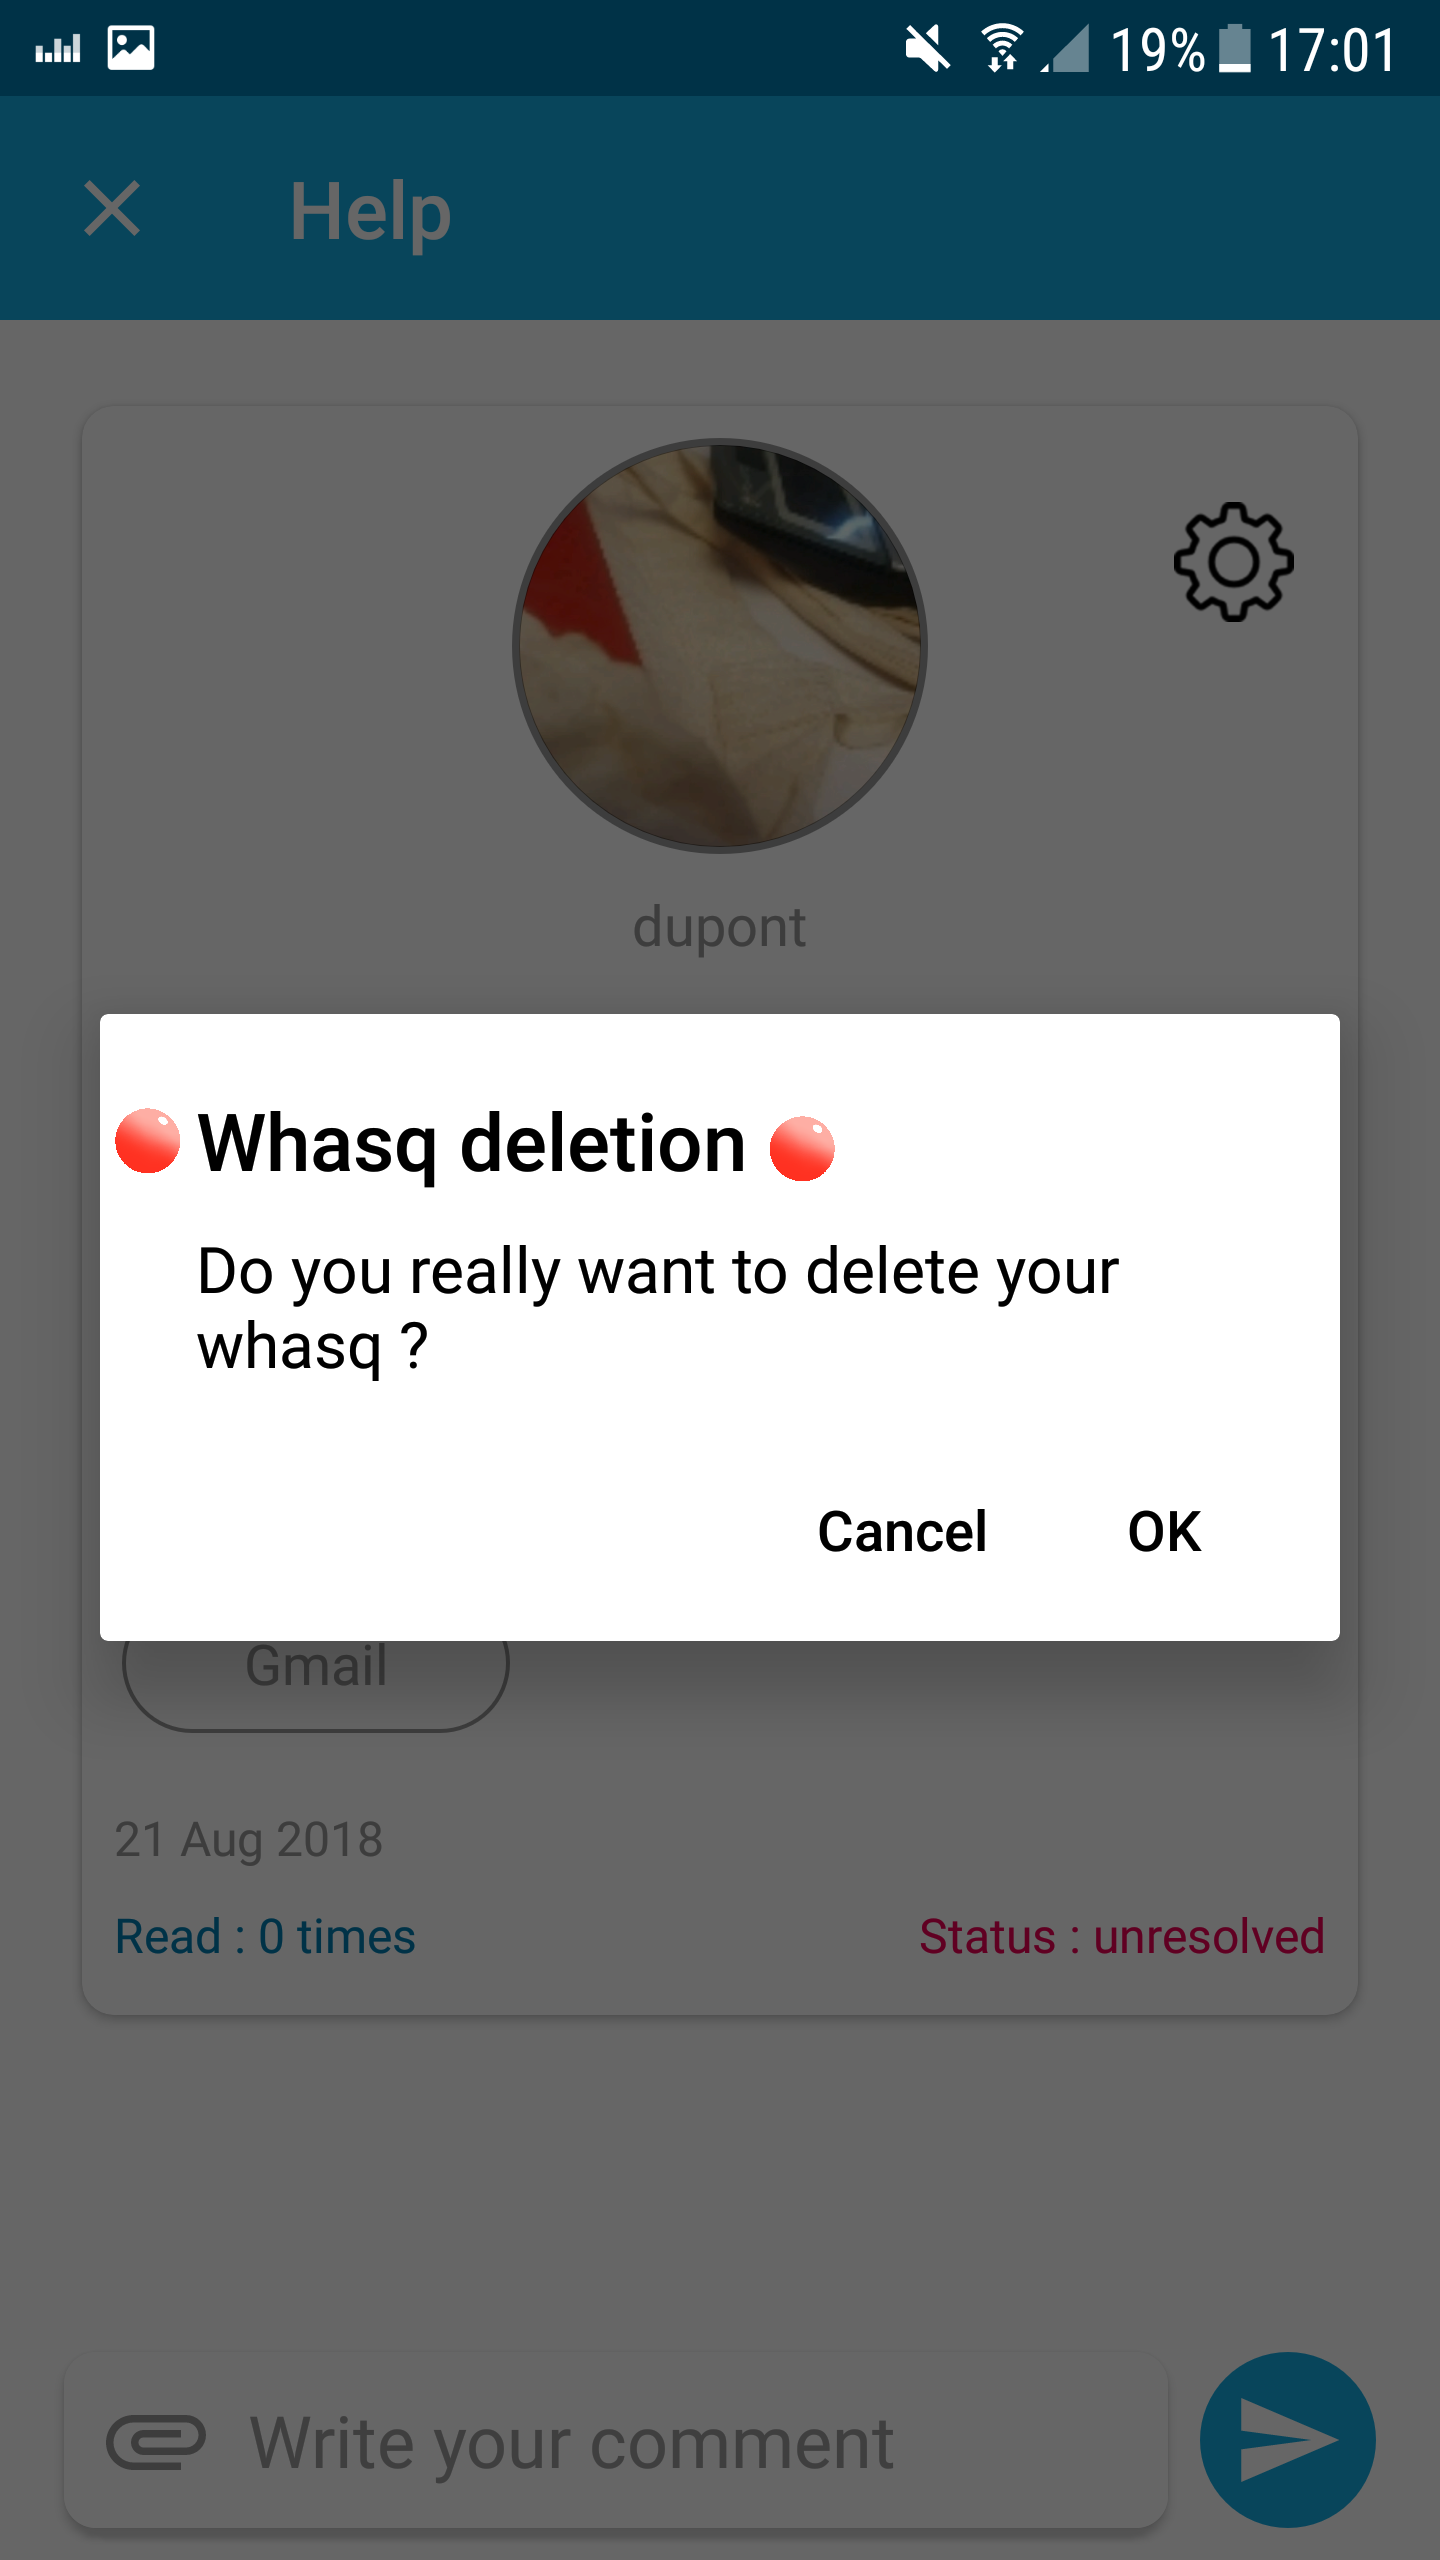 19% 17:01
Help
dupont
Whasq deletion
Do you really want to delete your
whasq ?
Cancel OK
Gmail
21 Aug 2018
Read : 0 times Status : unresolved
Write your comment